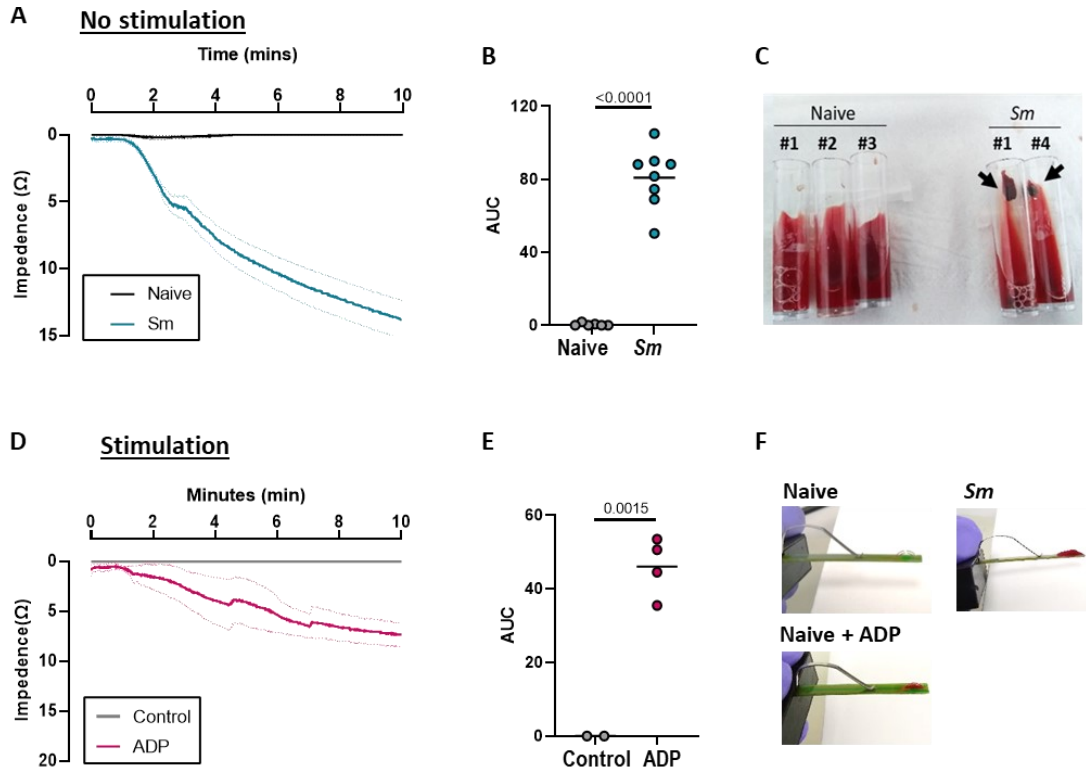 A
No stimulation
Time (mins)
0 2 4 6 8 10
0
5
10
15
Impedence (Ω)
Naive
Sm
B
<0.0001
120
80
40
0
AUC
Naive Sm
C
Naive
#1 #2 #3
Sm
#1 #4
D
Stimulation
Minutes (min)
0 2 4 6 8 10
0
5
10
15
20
Impedence(Ω)
Control
ADP
E
0.0015
60
40
20
0
AUC
Control ADP
F
Naive
Sm
Naive + ADP